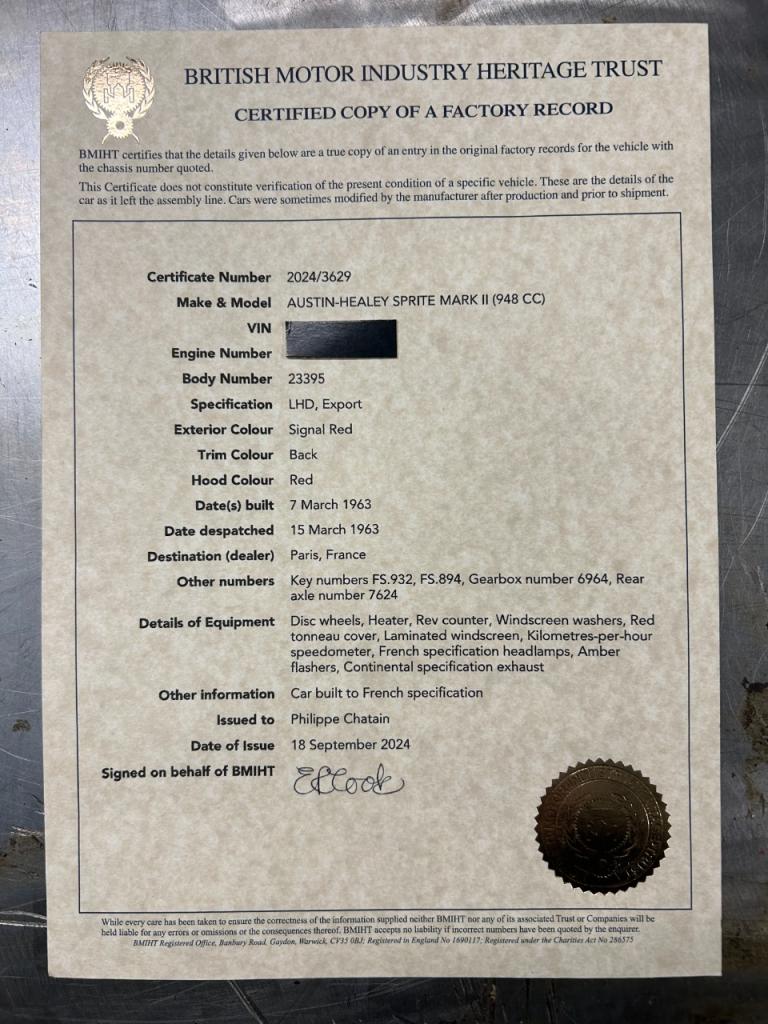 BRITISH MOTOR INDUSTRY HERITAGE TRUST
CERTIFIED COPY OF A FACTORY RECORD
BMIHT certifies that the details given below are a true copy of an entry in the original factory records for the vehicle with
the chassis number quoted.
This Certificate does not constitute verification of the present condition of a specific vehicle. These are the details of the
car as it left the assembly line. Cars were sometimes modified by the manufacturer after production and prior to shipment.
Certificate Number 2024/3629
Make & Model AUSTIN-HEALEY SPRITE MARK II (948 CC)
VIN
Engine Number
Body Number 23395
Specification LHD, Export
Exterior Colour Signal Red
Trim Colour Back
Hood Colour Red
Date(s) built 7 March 1963
Date despatched 15 March 1963
Destination (dealer) Paris, France
Other numbers Key numbers FS.932, FS.894, Gearbox number 6964, Rear
axle number 7624
Details of Equipment Disc wheels, Heater, Rev counter, Windscreen washers, Red
tonneau cover, Laminated windscreen, Kilometres-per-hour
speedometer, French specification headlamps, Amber
flashers, Continental specification exhaust
Other information Car built to French specification
Issued to Philippe Chatain
Date of Issue 18 September 2024
Signed on behalf of BMIHT
While every care has been taken to ensure the correctness of the information supplied neither BMIHT nor any of its associated Trust or Companies will be
held liable for any errors or omissions or the consequences thereof. BMIHT accepts no liability if incorrect numbers have been quoted by the enquirer.
BMIHT Registered Office, Banbury Road, Gaydon, Warwick, CV35 0BJ; Registered in England No 1690117; Registered under the Charities Act No 286575